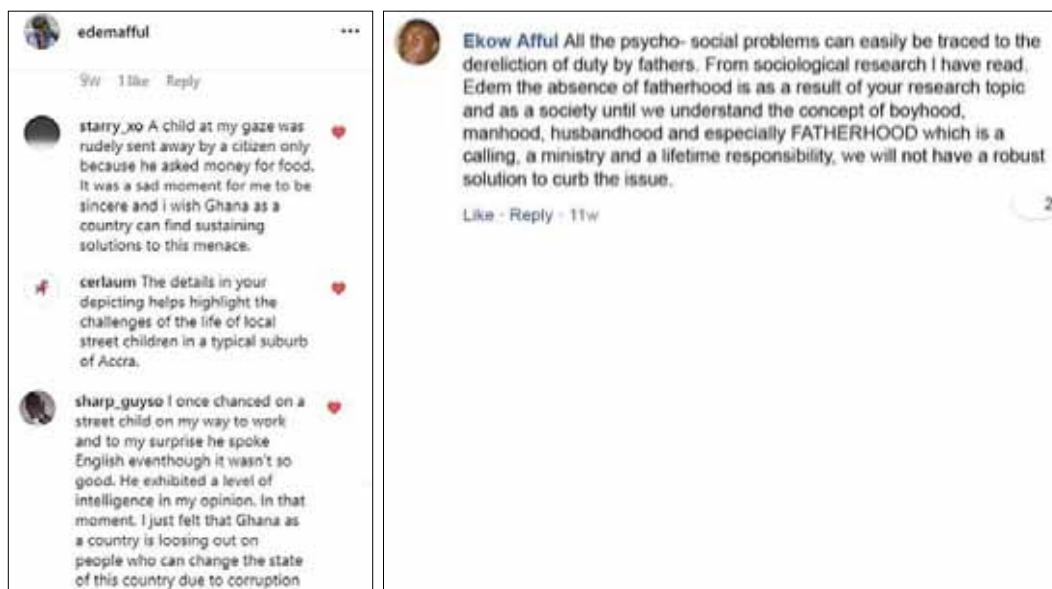 edemafful
9w 1 like Reply
starry_xo A child at my gaze was
rudely sent away by a citizen only
because he asked money for food.
It was a sad moment for me to be
sincere and i wish Ghana as a
country can find sustaining
solutions to this menace.
cerlaum The details in your
depicting helps highlight the
challenges of the life of local
street children in a typical suburb
of Accra.
sharp_guyso I once chanced on a
street child on my way to work
and to my surprise he spoke
English eventhough it wasn't so
good. He exhibited a level of
intelligence in my opinion. In that
moment. I just felt that Ghana as
a country is loosing out on
people who can change the state
of this country due to corruption
Ekow Afful All the psycho- social problems can easily be traced to the
dereliction of duty by fathers. From sociological research I have read.
Edem the absence of fatherhood is as a result of your research topic
and as a society until we understand the concept of boyhood,
manhood, husbandhood and especially FATHERHOOD which is a
calling, a ministry and a lifetime responsibility, we will not have a robust
solution to curb the issue.
2
Like · Reply · 11w